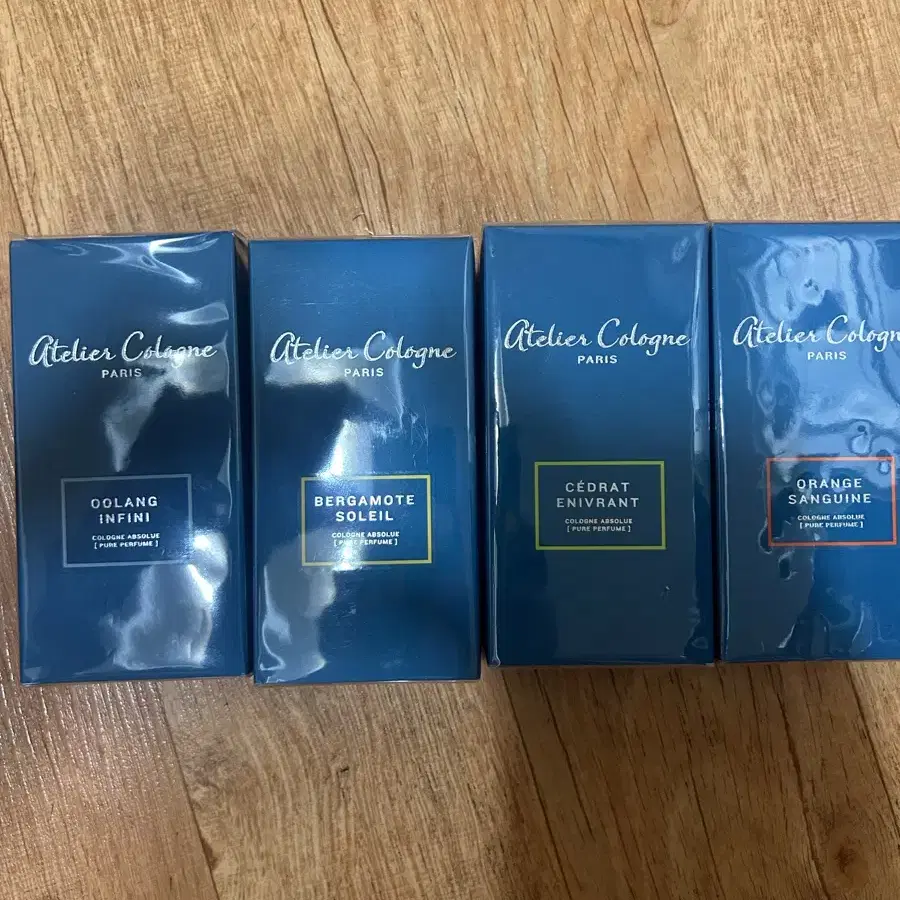 Atelier Cologne
PARIS
OOLANG
INFINI
COLOGNE ABSOLUE
[ PURE PERFUME ]
Atelier Cologne
PARIS
BERGAMOTE
SOLEIL
COLOGNE ABSOLUE
[ PURE PERFUME ]
Atelier Cologne
PARIS
CÉDRAT
ENIVRANT
COLOGNE ABSOLUE
[ PURE PERFUME ]
Atelier Cologn
PARIS
ORANGE
SANGUINE
COLOGNE ABSOLUE
[ PURE PERFUME ]